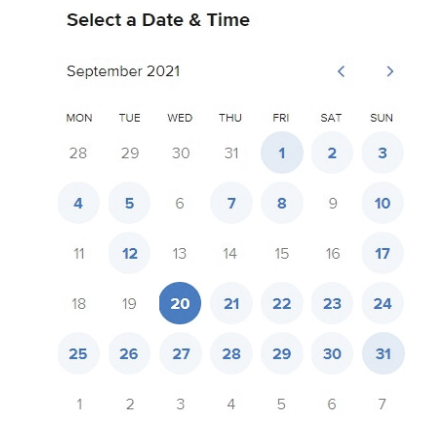 Select a Date & Time
September 2021
MON TUE WED THU FRI SAT SUN
28 29 30 31 1 2 3
4 5 6 7 8 9 10
11 12 13 14 15 16 17
18 19 20 21 22 23 24
25 26 27 28 29 30 31
1 2 3 4 5 6 7